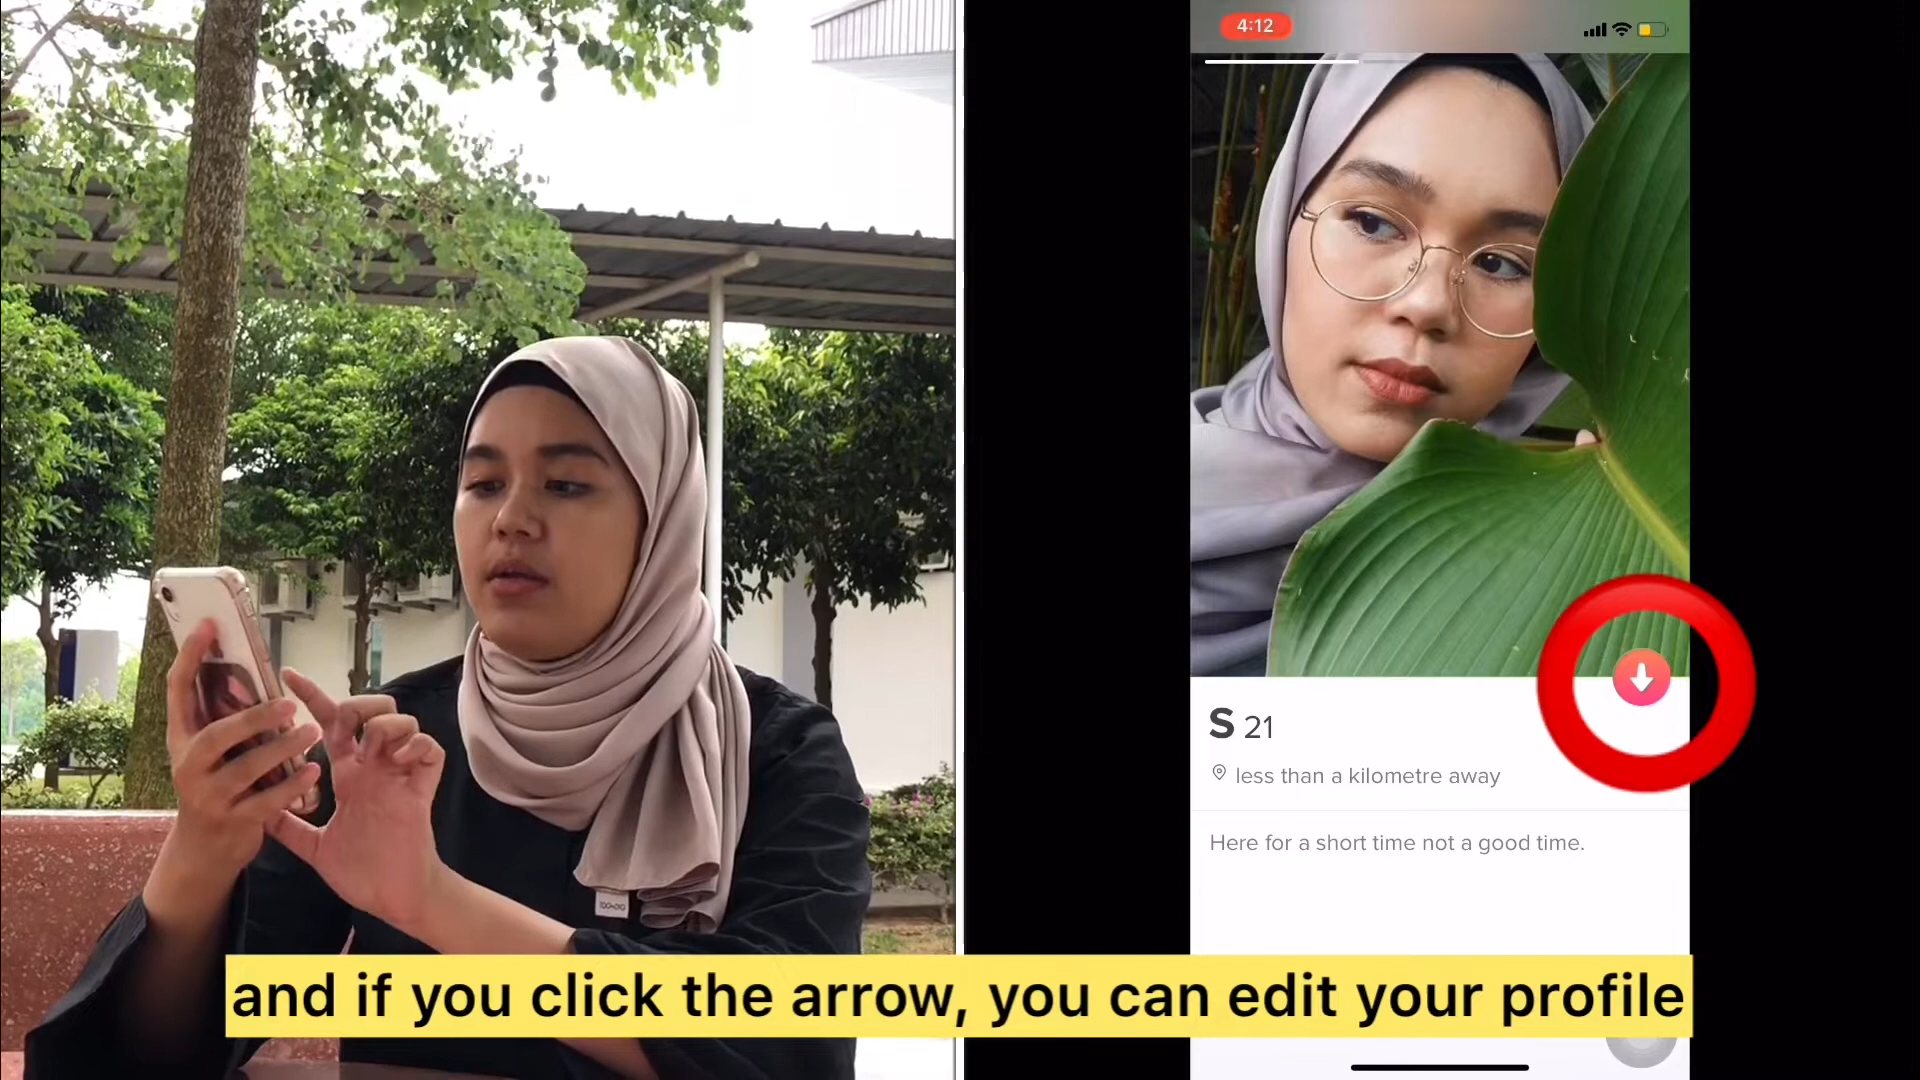 4:12
S 21
less than a kilometre away
Here for a short time not a good time.
and if you click the arrow, you can edit your profile